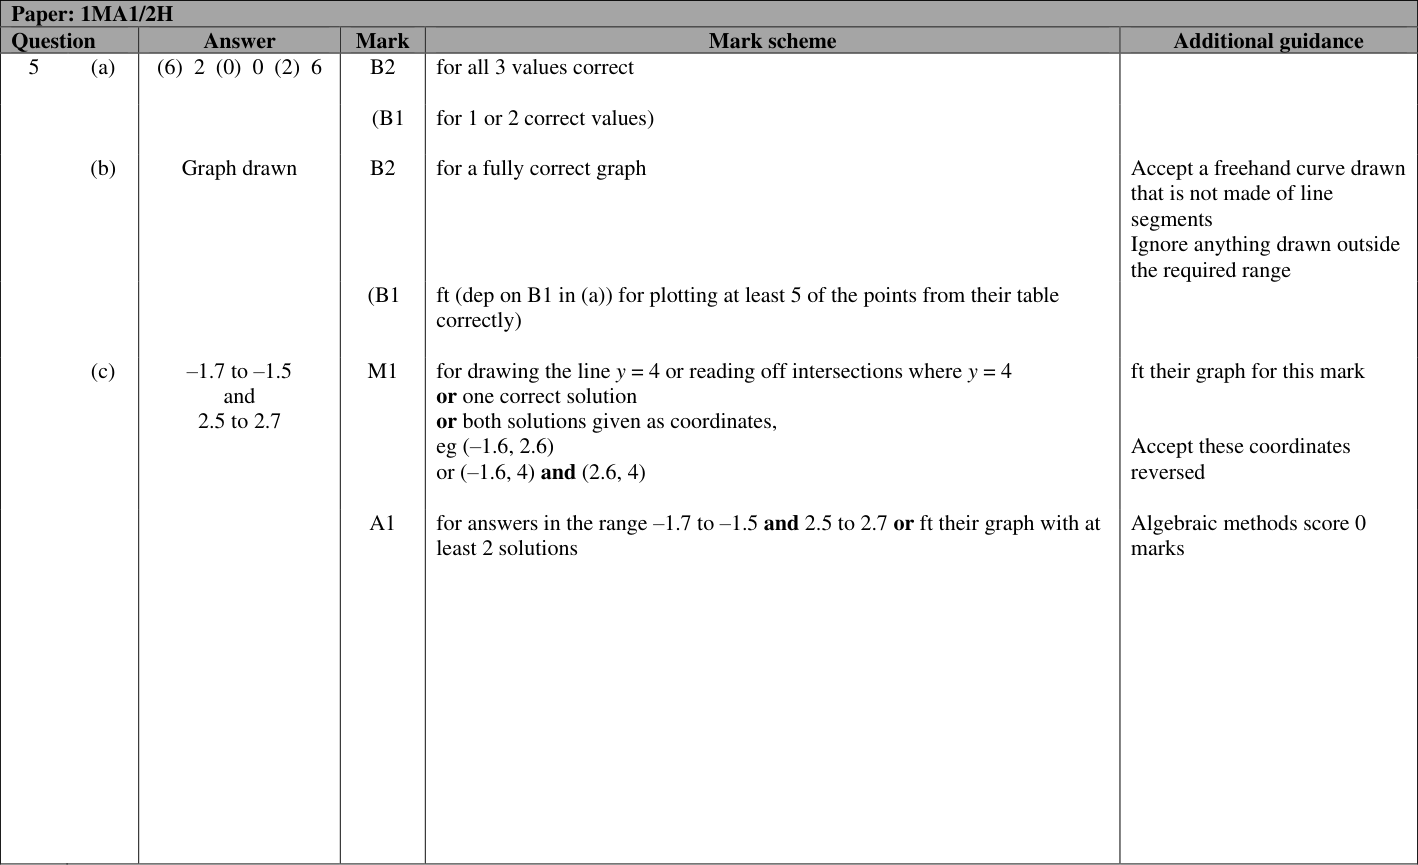 Paper: 1MA1/2H
Question Answer Mark Mark scheme Additional guidance
5 (a) (6) 2 (0) 0 (2) 6 B2 for all 3 values correct
(B1 for 1 or 2 correct values)
(b) Graph drawn B2 for a fully correct graph Accept a freehand curve drawn
that is not made of line
segments
Ignore anything drawn outside
the required range
(B1 ft (dep on B1 in (a)) for plotting at least 5 of the points from their table
correctly)
(c) –1.7 to –1.5 M1 for drawing the line y = 4 or reading off intersections where y = 4 ft their graph for this mark
and or one correct solution
2.5 to 2.7 or both solutions given as coordinates,
eg (–1.6, 2.6) Accept these coordinates
or (–1.6, 4) and (2.6, 4) reversed
A1 for answers in the range –1.7 to –1.5 and 2.5 to 2.7 or ft their graph with at Algebraic methods score 0
least 2 solutions marks